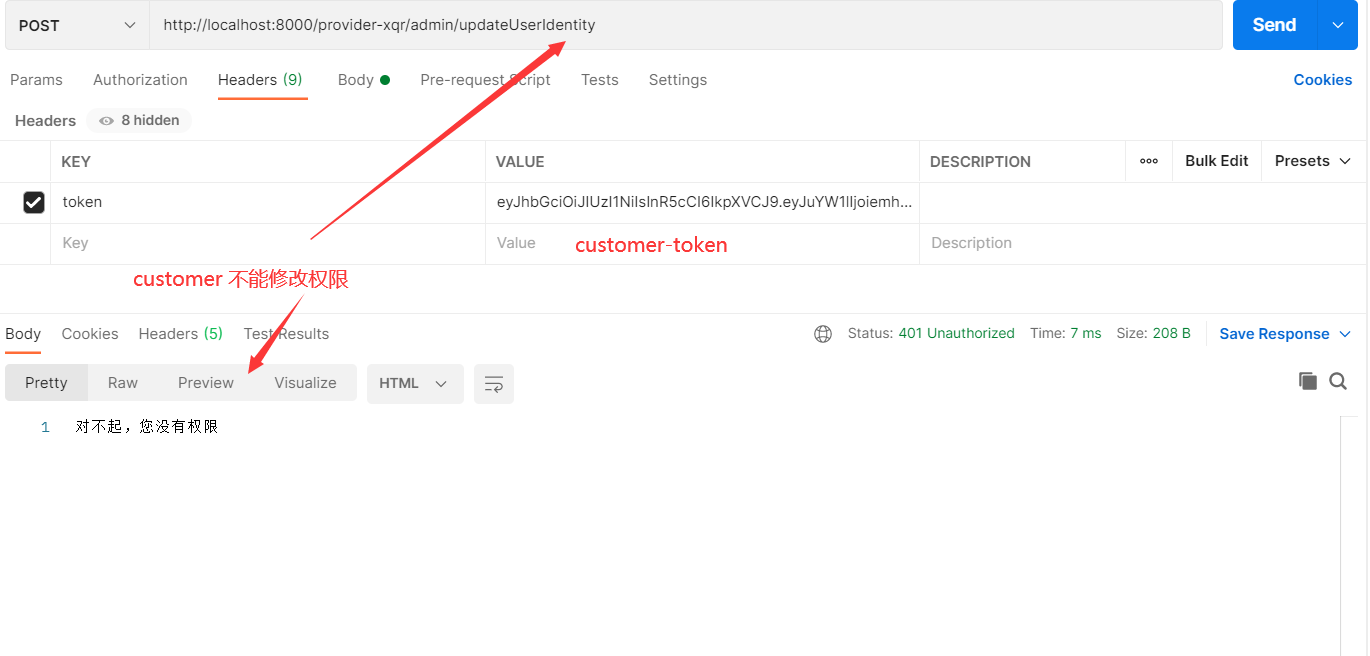 POST http://localhost:8000/provider-xqr/admin/updateUserIdentity Send
Params Authorization Headers (9) Body Pre-request Script Tests Settings Cookies
Headers 8 hidden
KEY VALUE DESCRIPTION Bulk Edit Presets
token eyJhbGciOiJIUzI1NiIsInR5cCI6IkpXVCJ9.eyJuYW1lIjoiemh...
Key Value customer-token Description
customer 不能修改权限
Body Cookies Headers (5) Test Results Status: 401 Unauthorized Time: 7 ms Size: 208 B Save Response
Pretty Raw Preview Visualize HTML
1 对不起，您没有权限